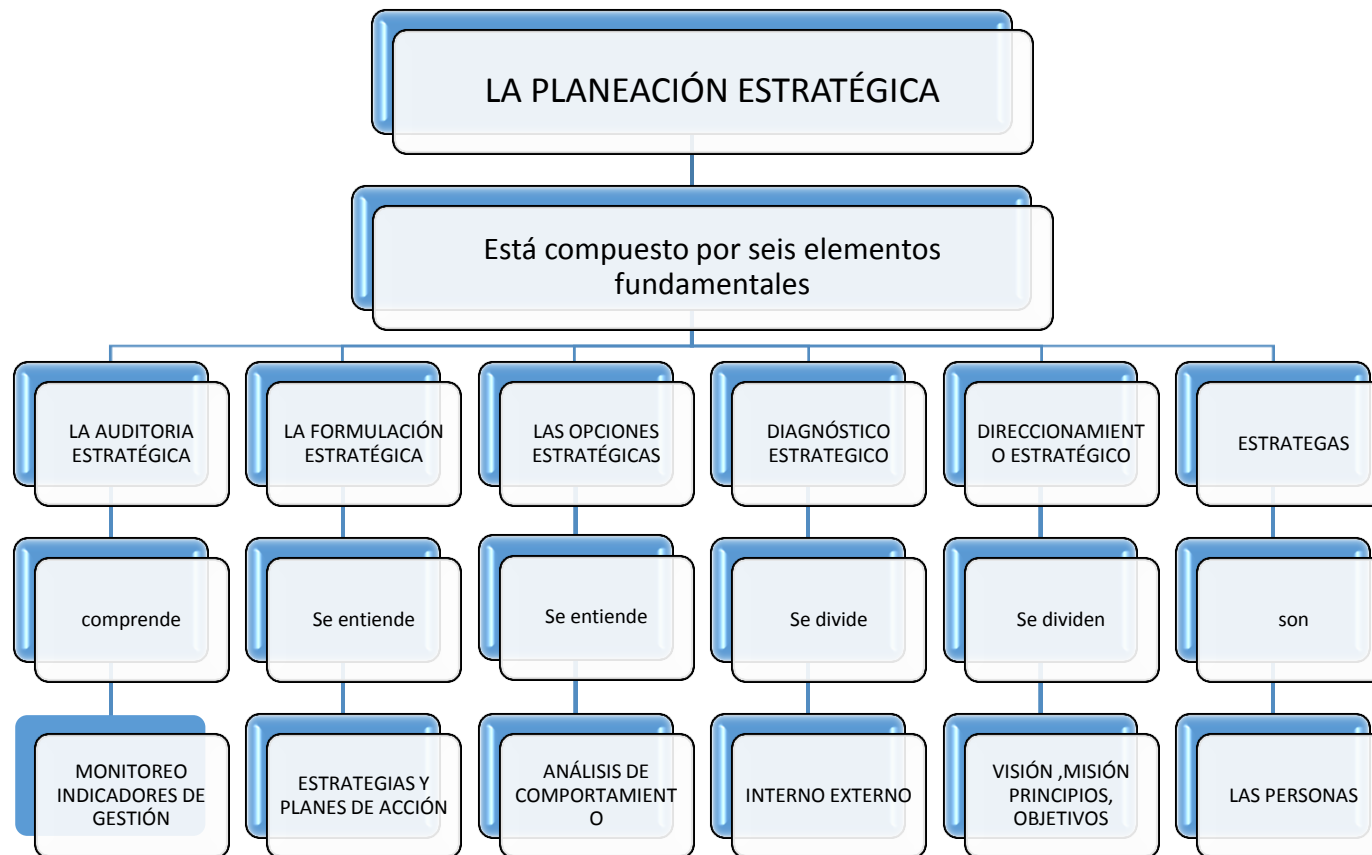 LA PLANEACIÓN ESTRATÉGICA
Está compuesto por seis elementos
fundamentales
LA AUDITORIA
ESTRATÉGICA
LA FORMULACIÓN
ESTRATÉGICA
LAS OPCIONES
ESTRATÉGICAS
DIAGNÓSTICO
ESTRATEGICO
DIRECCIONAMIENT
O ESTRATÉGICO
ESTRATEGAS
comprende
Se entiende
Se entiende
Se divide
Se dividen
son
MONITOREO
INDICADORES DE
GESTIÓN
ESTRATEGIAS Y
PLANES DE ACCIÓN
ANÁLISIS DE
COMPORTAMIENT
O
INTERNO EXTERNO
VISIÓN ,MISIÓN
PRINCIPIOS,
OBJETIVOS
LAS PERSONAS